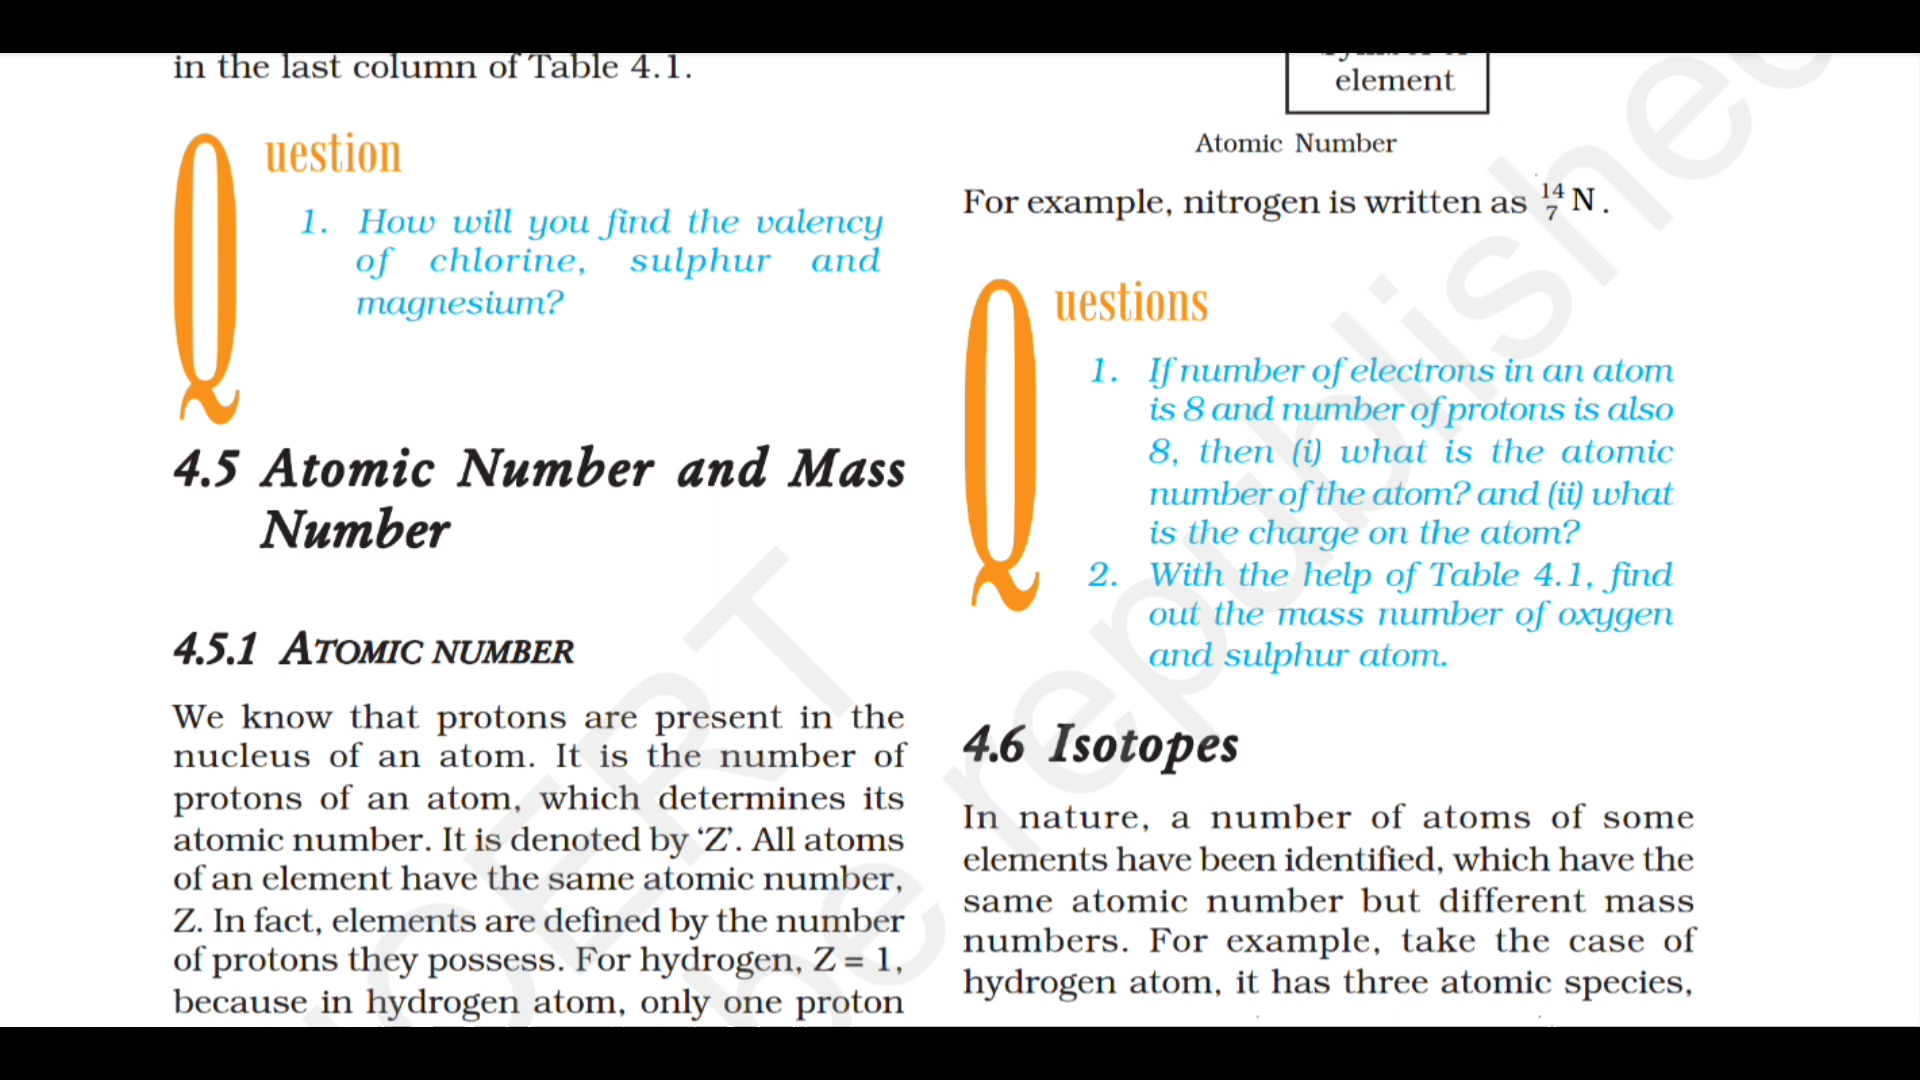 in the last column of Table 4.1.
Question
1. How will you find the valency
of chlorine, sulphur and
magnesium?
4.5 Atomic Number and Mass
Number
4.5.1 ATOMIC NUMBER
We know that protons are present in the
nucleus of an atom. It is the number of
protons of an atom, which determines its
atomic number. It is denoted by ‘Z’. All atoms
of an element have the same atomic number,
Z. In fact, elements are defined by the number
of protons they possess. For hydrogen, Z = 1,
because in hydrogen atom, only one proton
element
Atomic Number
For example, nitrogen is written as ¹⁴₇N.
Questions
1. If number of electrons in an atom
is 8 and number of protons is also
8, then (i) what is the atomic
number of the atom? and (ii) what
is the charge on the atom?
2. With the help of Table 4.1, find
out the mass number of oxygen
and sulphur atom.
4.6 Isotopes
In nature, a number of atoms of some
elements have been identified, which have the
same atomic number but different mass
numbers. For example, take the case of
hydrogen atom, it has three atomic species,